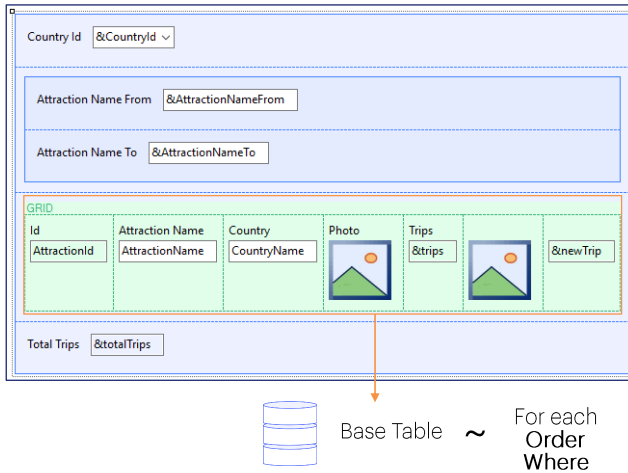 Country Id &CountryId
Attraction Name From &AttractionNameFrom
Attraction Name To &AttractionNameTo
GRID
Id Attraction Name Country Photo Trips
AttractionId AttractionName CountryName &trips &newTrip
Total Trips &totalTrips
Base Table ~ For each
Order
Where